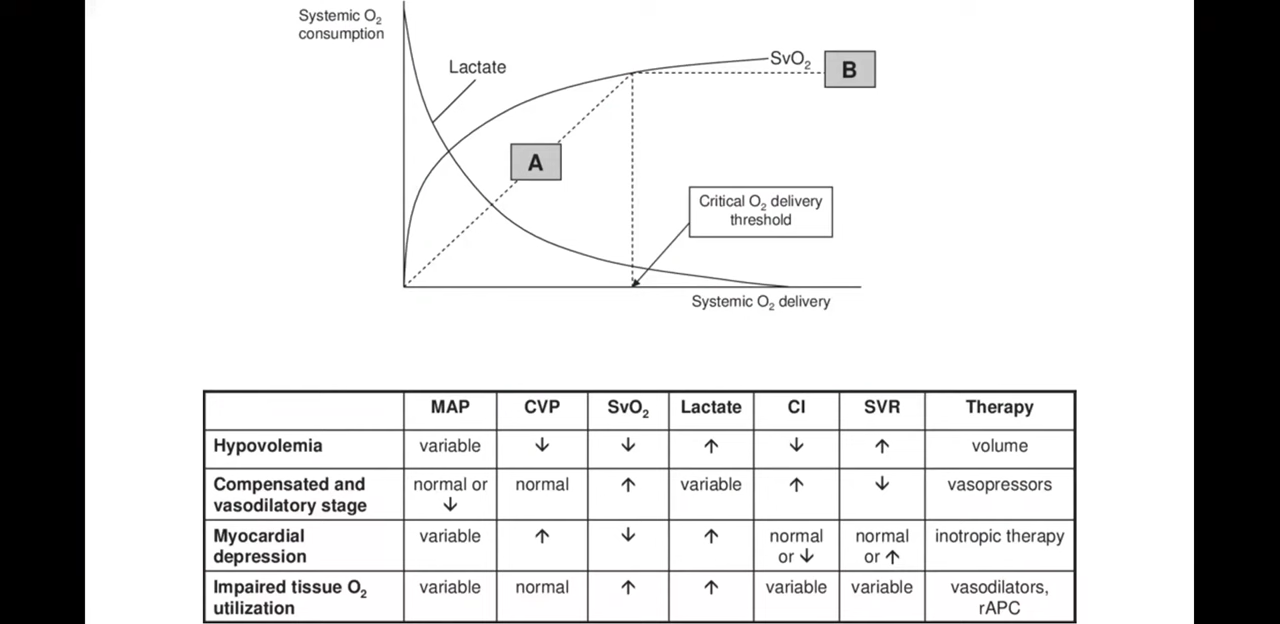 Systemic O₂
consumption
Lactate
SvO₂
B
A
Critical O₂ delivery
threshold
Systemic O₂ delivery
MAP CVP SvO₂ Lactate CI SVR Therapy
Hypovolemia variable ↓ ↓ ↑ ↓ ↑ volume
Compensated and normal or normal ↑ variable ↑ ↓ vasopressors
vasodilatory stage ↓
Myocardial variable ↑ ↓ ↑ normal normal inotropic therapy
depression or ↓ or ↑
Impaired tissue O₂ variable normal ↑ ↑ variable variable vasodilators,
utilization rAPC